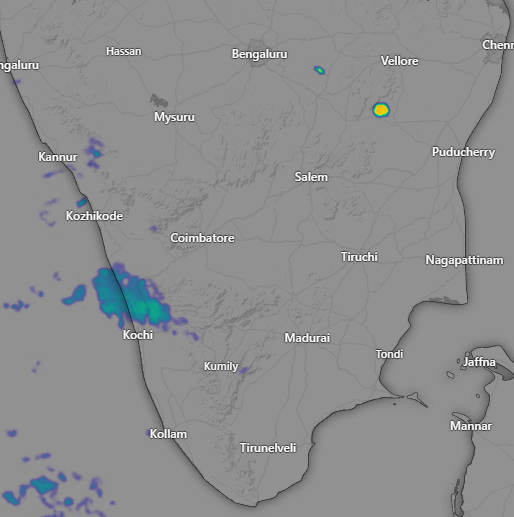 Hassan
Bengaluru
Chenn
ngaluru
Vellore
Mysuru
Kannur
Puducherry
Salem
Kozhikode
Coimbatore
Tiruchi
Nagapattinam
Kochi
Madurai
Tondi
Kumily
Jaffna
Kollam
Mannar
Tirunelveli